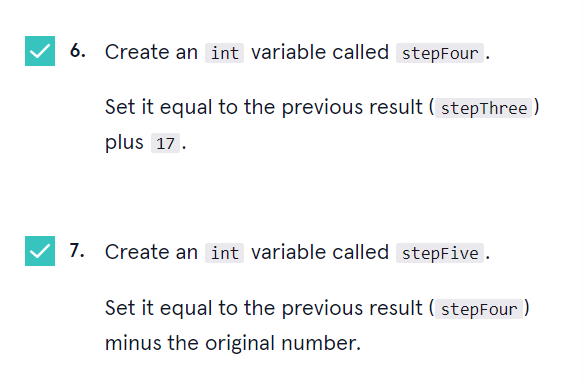 6. Create an int variable called stepFour.
Set it equal to the previous result (stepThree)
plus 17.
7. Create an int variable called stepFive.
Set it equal to the previous result (stepFour)
minus the original number.